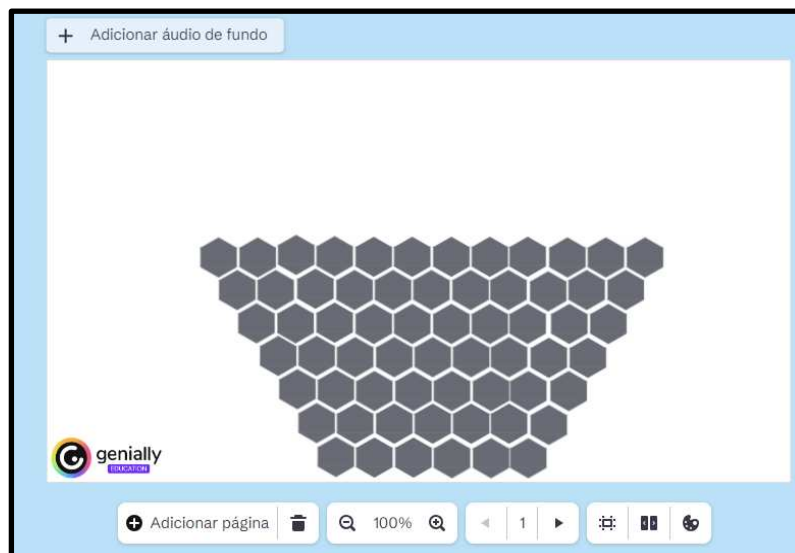 Adicionar áudio de fundo
genially
EDUCATION
Adicionar página
100%
1